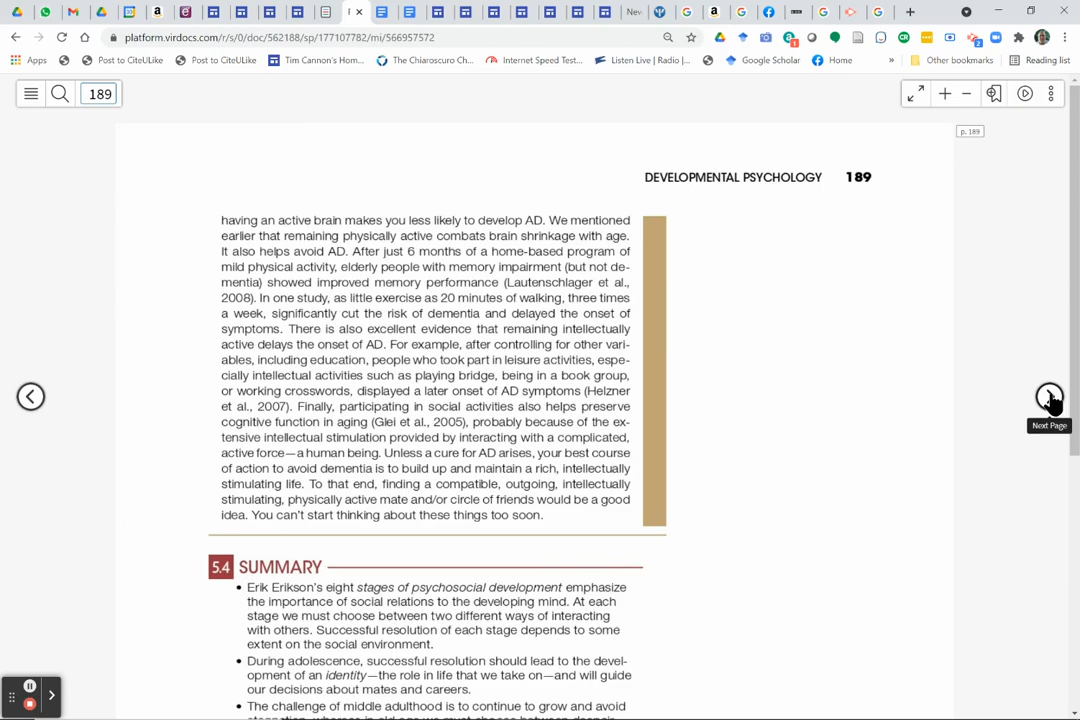 New
platform.virdocs.com/r/s/0/doc/562188/sp/177107782/mi/566957572
Apps
Post to CiteULike
Post to CiteULike
Tim Cannon's Hom...
The Chiaroscuro Ch...
Internet Speed Test...
Listen Live | Radio |...
Google Scholar
Home
»
Other bookmarks
Reading list
189
p. 189
DEVELOPMENTAL PSYCHOLOGY 189
having an active brain makes you less likely to develop AD. We mentioned
earlier that remaining physically active combats brain shrinkage with age.
It also helps avoid AD. After just 6 months of a home-based program of
mild physical activity, elderly people with memory impairment (but not de-
mentia) showed improved memory performance (Lautenschlager et al.,
2008). In one study, as little exercise as 20 minutes of walking, three times
a week, significantly cut the risk of dementia and delayed the onset of
symptoms. There is also excellent evidence that remaining intellectually
active delays the onset of AD. For example, after controlling for other vari-
ables, including education, people who took part in leisure activities, espe-
cially intellectual activities such as playing bridge, being in a book group,
or working crosswords, displayed a later onset of AD symptoms (Helzner
et al., 2007). Finally, participating in social activities also helps preserve
cognitive function in aging (Glei et al., 2005), probably because of the ex-
tensive intellectual stimulation provided by interacting with a complicated,
active force—a human being. Unless a cure for AD arises, your best course
of action to avoid dementia is to build up and maintain a rich, intellectually
stimulating life. To that end, finding a compatible, outgoing, intellectually
stimulating, physically active mate and/or circle of friends would be a good
idea. You can't start thinking about these things too soon.
Next Page
5.4 SUMMARY
• Erik Erikson's eight stages of psychosocial development emphasize
the importance of social relations to the developing mind. At each
stage we must choose between two different ways of interacting
with others. Successful resolution of each stage depends to some
extent on the social environment.
• During adolescence, successful resolution should lead to the devel-
opment of an identity—the role in life that we take on—and will guide
our decisions about mates and careers.
• The challenge of middle adulthood is to continue to grow and avoid